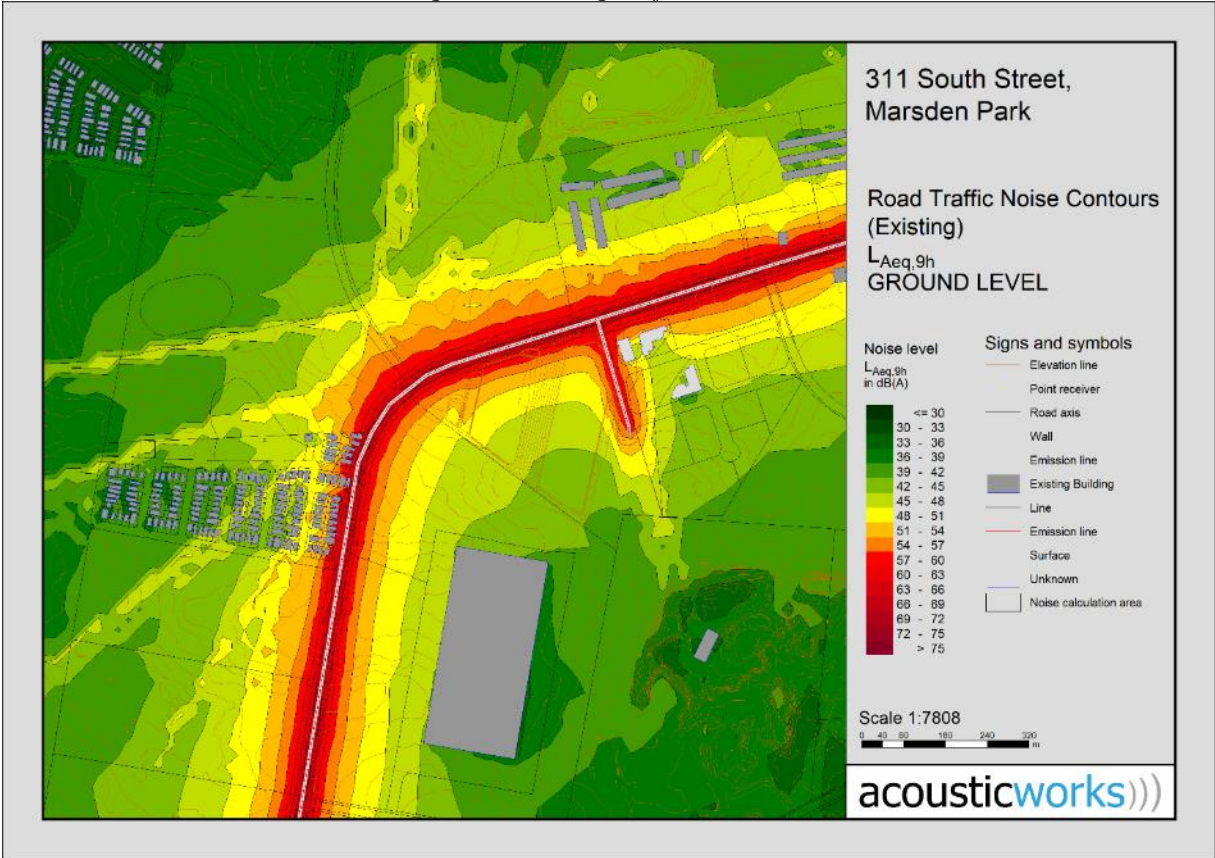 311 South Street,
Marsden Park
Road Traffic Noise Contours
(Existing)
LAeq,9h
GROUND LEVEL
Noise level
LAeq,9h
in dB(A)
<= 30
30 - 33
33 - 36
36 - 39
39 - 42
42 - 45
45 - 48
48 - 51
51 - 54
54 - 57
57 - 60
60 - 63
63 - 66
66 - 69
69 - 72
72 - 75
> 75
Signs and symbols
Elevation line
Point receiver
Road axis
Wall
Emission line
Existing Building
Line
Emission line
Surface
Unknown
Noise calculation area
Scale 1:7808
0 40 80 160 240 320
m
acousticworks)))